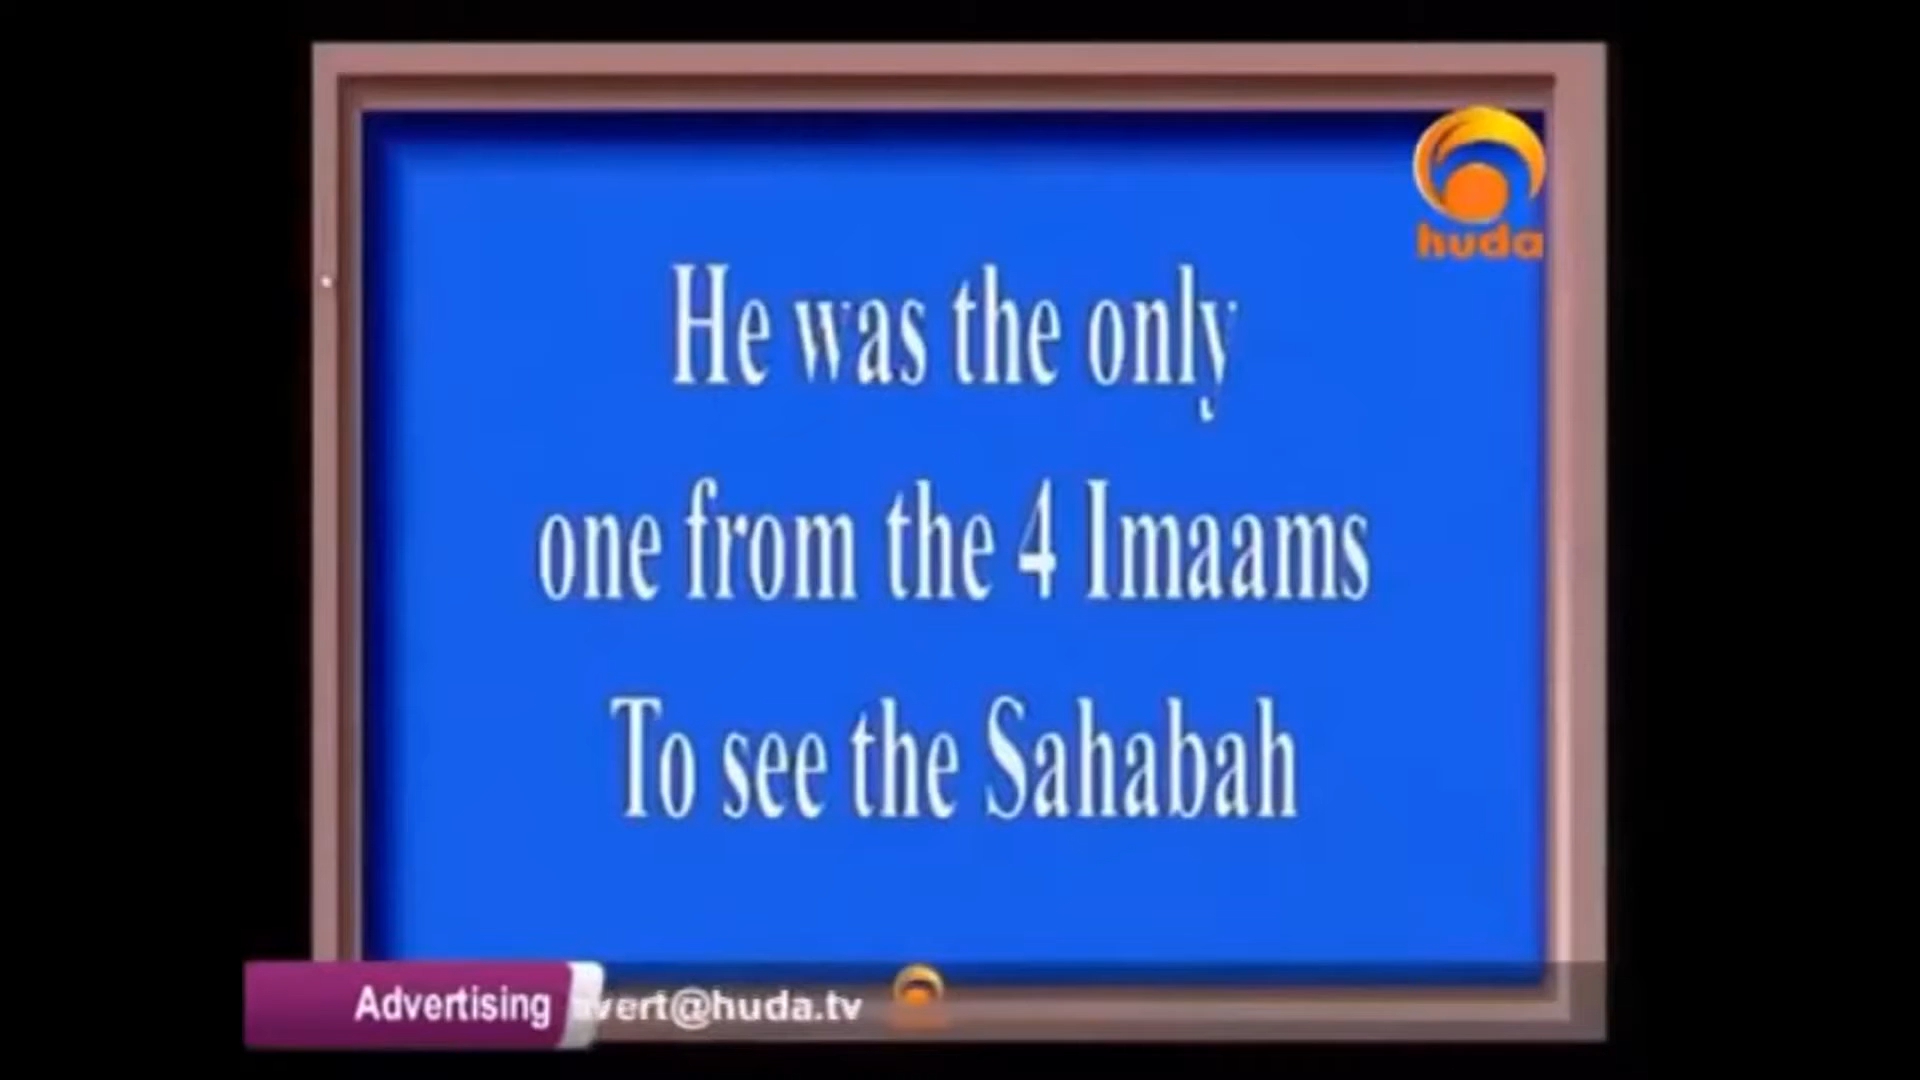 huda
He was the only
one from the 4 Imaams
To see the Sahabah
Advertising
vert@huda.tv